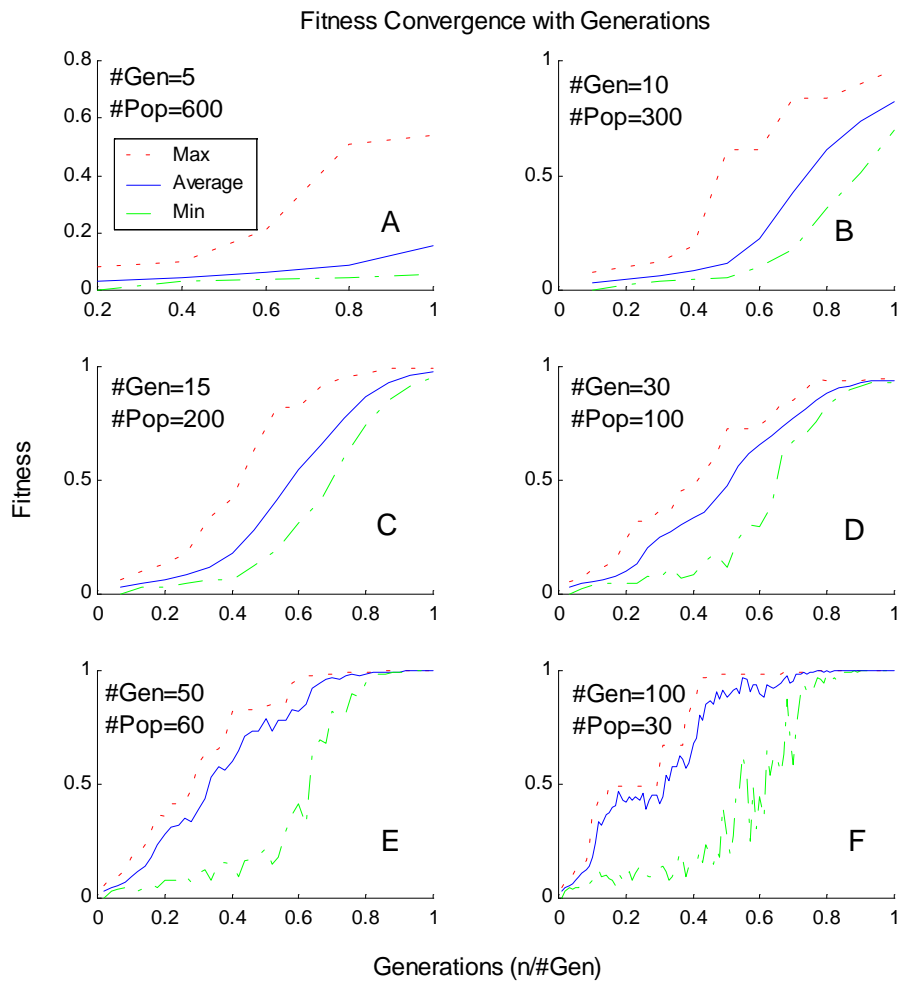 Fitness Convergence with Generations
#Gen=5
#Pop=600
Max
Average
Min
A
0.8
0.6
0.4
0.2
0
0.2
0.4
0.6
0.8
1
#Gen=10
#Pop=300
B
1
0.5
0
0
0.2
0.4
0.6
0.8
1
Fitness
#Gen=15
#Pop=200
C
1
0.5
0
0
0.2
0.4
0.6
0.8
1
#Gen=30
#Pop=100
D
1
0.5
0
0
0.2
0.4
0.6
0.8
1
#Gen=50
#Pop=60
E
1
0.5
0
0
0.2
0.4
0.6
0.8
1
#Gen=100
#Pop=30
F
1
0.5
0
0
0.2
0.4
0.6
0.8
1
Generations (n/#Gen)